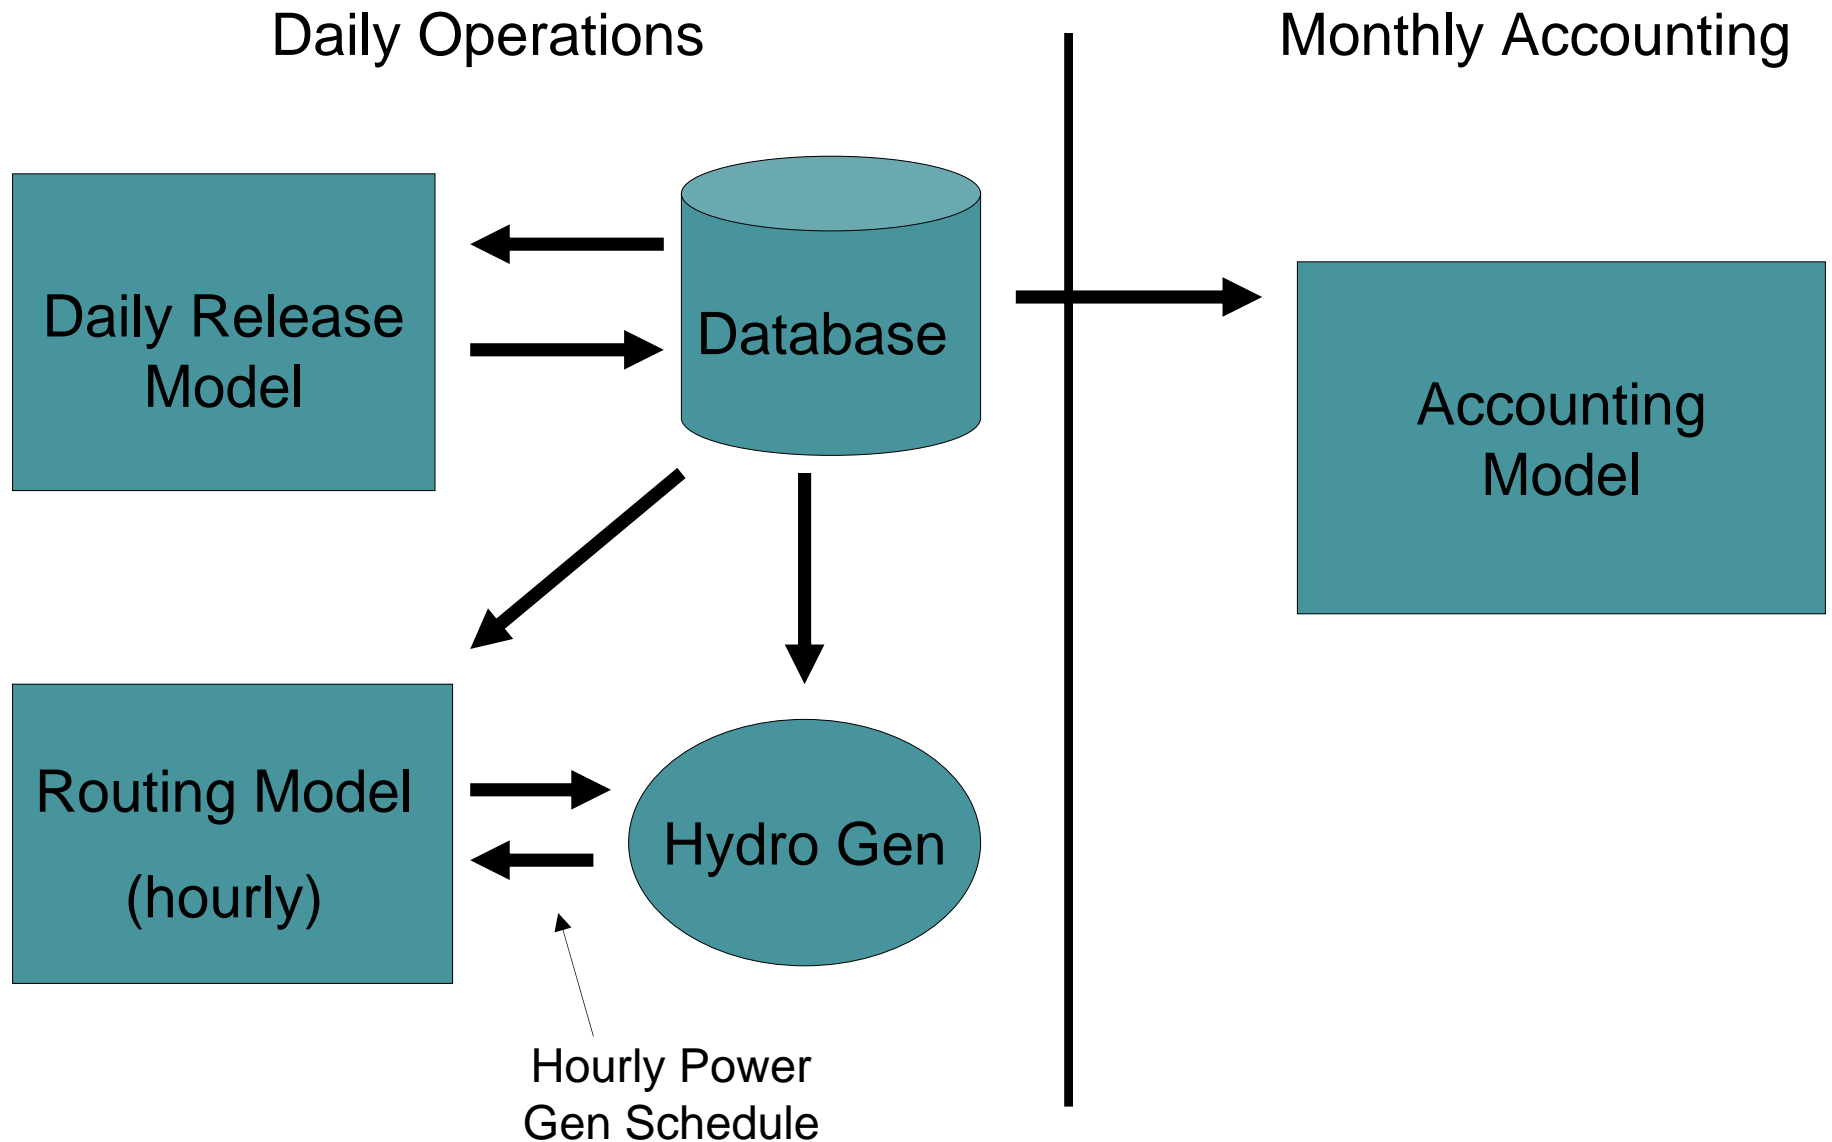 Daily Operations
Monthly Accounting
Daily Release
Model
Database
Accounting
Model
Routing Model
(hourly)
Hydro Gen
Hourly Power
Gen Schedule